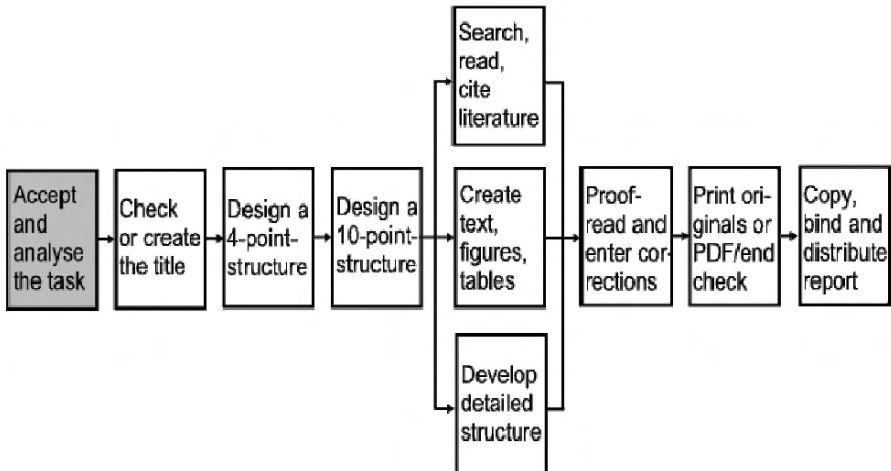 Search,
read,
cite
literature
Accept
and
analyse
the task
Check
or create
the title
Design a
4-point-
structure
Design a
10-point-
structure
Create
text,
figures,
tables
Proof-
read and
enter cor-
rections
Print ori-
ginals or
PDF/end
check
Copy,
bind and
distribute
report
Develop
detailed
structure